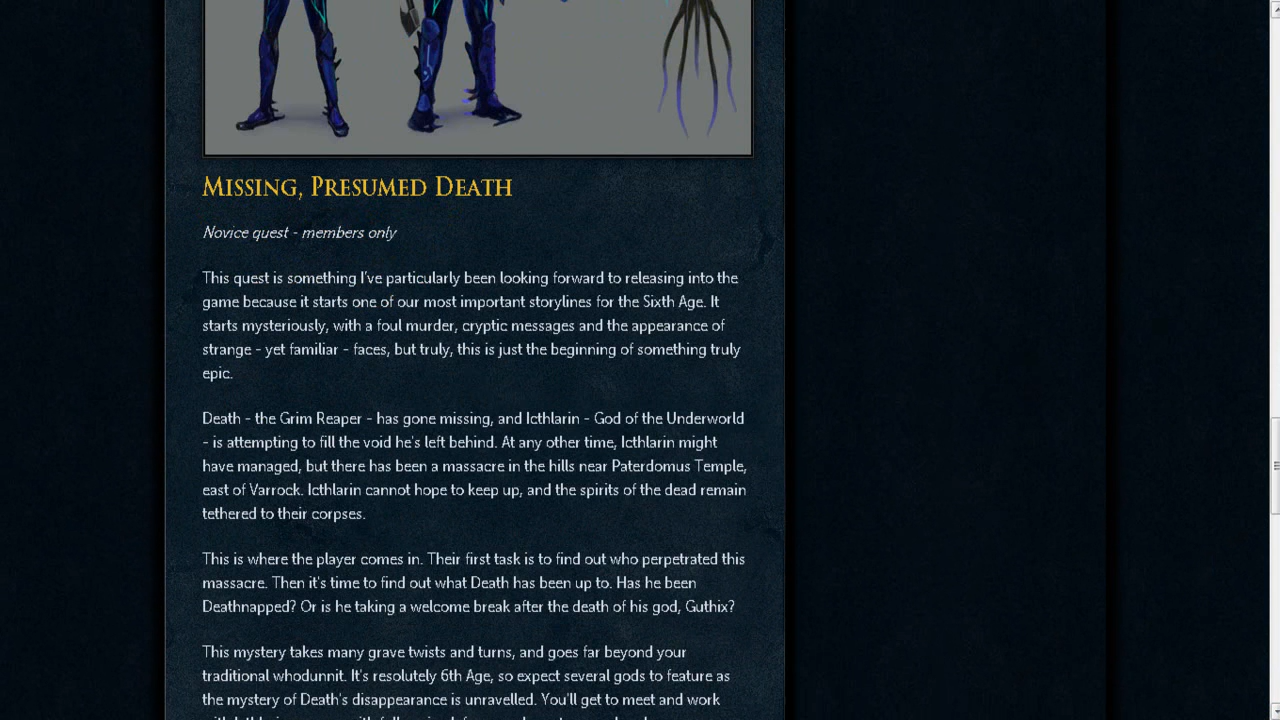 Missing, Presumed Death
Novice quest - members only
This quest is something I've particularly been looking forward to releasing into the
game because it starts one of our most important storylines for the Sixth Age. It
starts mysteriously, with a foul murder, cryptic messages and the appearance of
strange - yet familiar - faces, but truly, this is just the beginning of something truly
epic.
Death - the Grim Reaper - has gone missing, and Icthlarin - God of the Underworld
- is attempting to fill the void he's left behind. At any other time, Icthlarin might
have managed, but there has been a massacre in the hills near Paterdomus Temple,
east of Varrock. Icthlarin cannot hope to keep up, and the spirits of the dead remain
tethered to their corpses.
This is where the player comes in. Their first task is to find out who perpetrated this
massacre. Then it's time to find out what Death has been up to. Has he been
Deathnapped? Or is he taking a welcome break after the death of his god, Guthix?
This mystery takes many grave twists and turns, and goes far beyond your
traditional whodunnit. It's resolutely 6th Age, so expect several gods to feature as
the mystery of Death's disappearance is unravelled. You'll get to meet and work